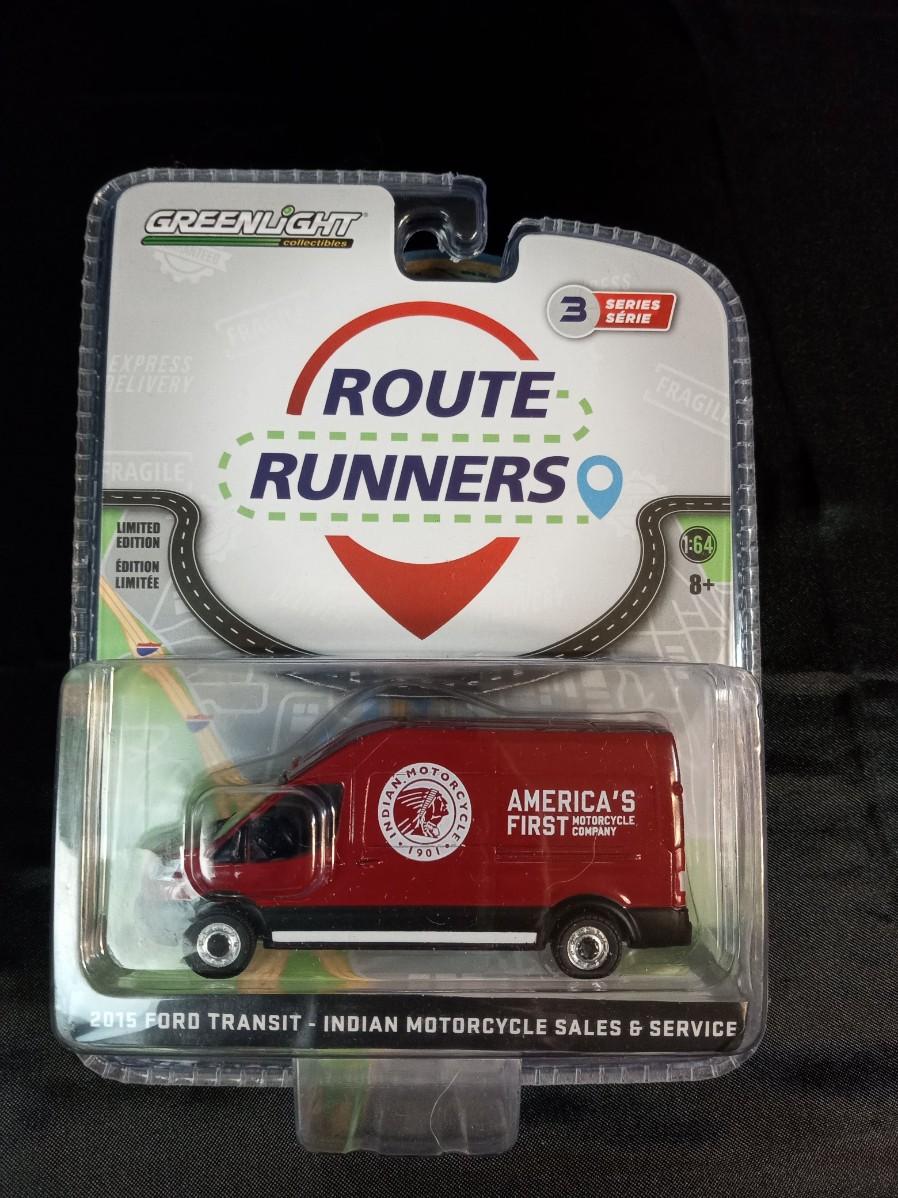 GREENLIGHT®
collectibles
3 SERIES
SÉRIE
EXPRESS
DELIVERY
FRAGILE
FRAGILE
ROUTE
RUNNERS
LIMITED
EDITION
ÉDITION
LIMITÉE
1:64
8+
INDIAN MOTORCYCLE
• 1901 •
AMERICA'S
FIRST MOTORCYCLE
COMPANY
2015 FORD TRANSIT - INDIAN MOTORCYCLE SALES & SERVICE